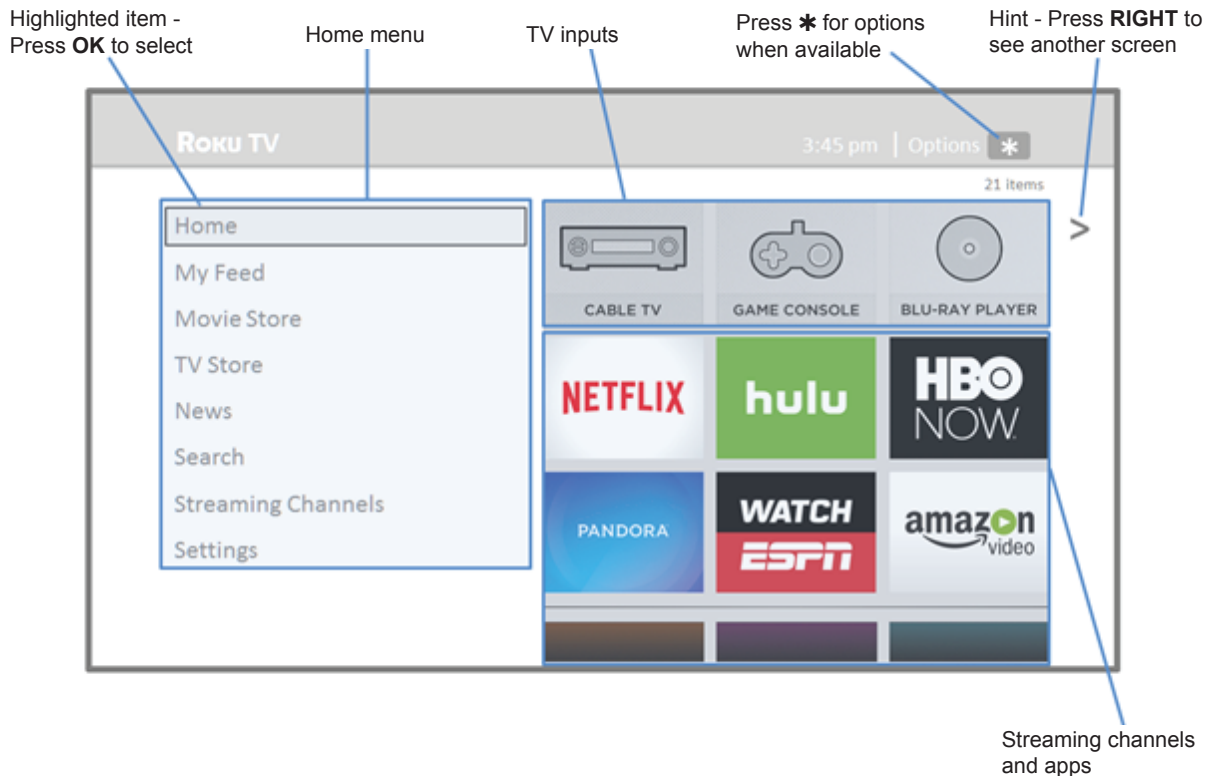 Highlighted item -
Press OK to select
Home menu
TV inputs
Press ✱ for options
when available
Hint - Press RIGHT to
see another screen
ROKU TV
3:45 pm | Options ✱
21 items
>
Home
My Feed
Movie Store
TV Store
News
Search
Streaming Channels
Settings
CABLE TV
GAME CONSOLE
BLU-RAY PLAYER
NETFLIX
hulu
HBO
NOW.
PANDORA
WATCH
ESPN
amazon
video
Streaming channels
and apps